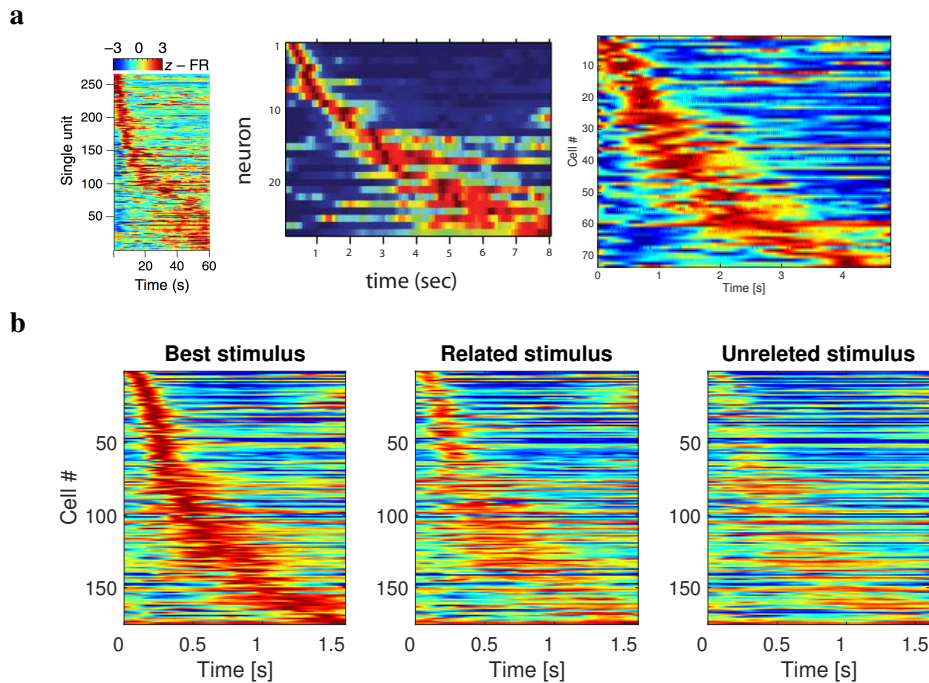 a
−3 0 3
z − FR
250
200
150
100
50
Single unit
20 60
Time (s)
1
10
20
neuron
1 2 3 4 5 6 7 8
time (sec)
10
20
30
40
50
60
70
Cell #
0 1 2 3 4
Time [s]
b
Best stimulus
50
100
150
Cell #
0 0.5 1 1.5
Time [s]
Related stimulus
50
100
150
0 0.5 1 1.5
Time [s]
Unreleted stimulus
50
100
150
0 0.5 1 1.5
Time [s]